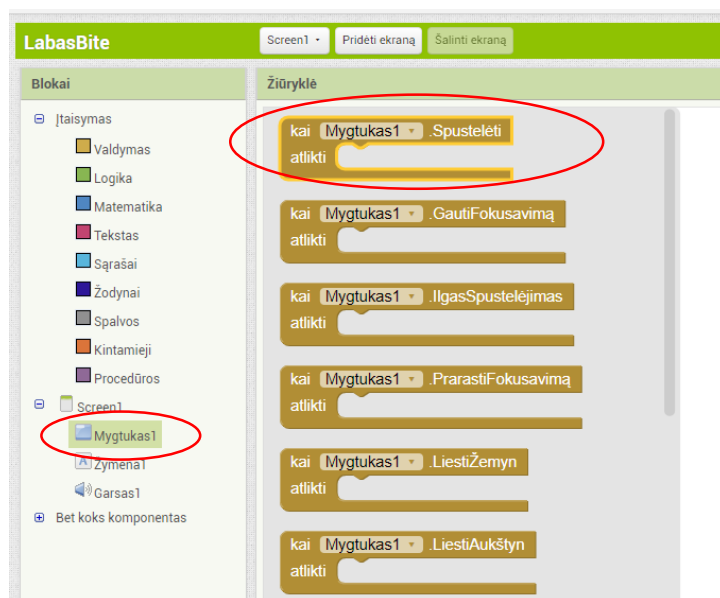 LabasBite
Screen1
Pridėti ekraną
Šalinti ekraną
Blokai
Įtaisymas
Valdymas
Logika
Matematika
Tekstas
Sąrašai
Žodynai
Spalvos
Kintamieji
Procedūros
Screen1
Mygtukas1
A Žymena1
Garsas1
Bet koks komponentas
Žiūryklė
kai Mygtukas1 .Spustelėti
atlikti
kai Mygtukas1 .GautiFokusavimą
atlikti
kai Mygtukas1 .IlgasSpustelėjimas
atlikti
kai Mygtukas1 .PrarastiFokusavimą
atlikti
kai Mygtukas1 .LiestiŽemyn
atlikti
kai Mygtukas1 .LiestiAukštyn
atlikti